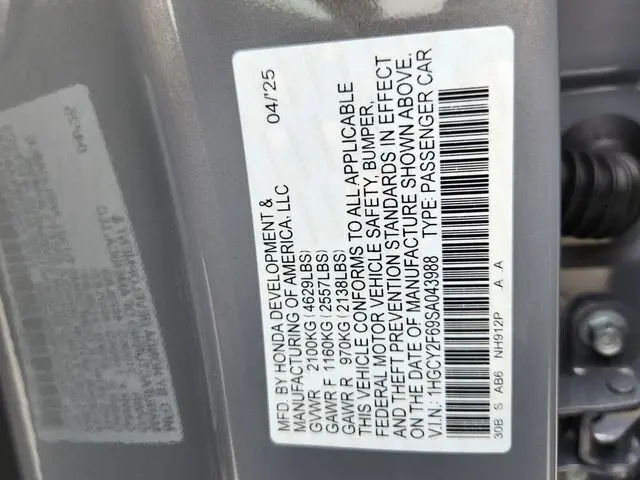 MFD. BY HONDA DEVELOPMENT & 04/'25
MANUFACTURING OF AMERICA, LLC
GVWR 2100KG (4629LBS)
GAWR F 1160KG (2557LBS)
GAWR R 970KG (2138LBS)
THIS VEHICLE CONFORMS TO ALL APPLICABLE
FEDERAL MOTOR VEHICLE SAFETY, BUMPER,
AND THEFT PREVENTION STANDARDS IN EFFECT
ON THE DATE OF MANUFACTURE SHOWN ABOVE.
V.I.N.: 1HGCY2F69SA043988 TYPE: PASSENGER CAR
30B S AB6 NH912P A A